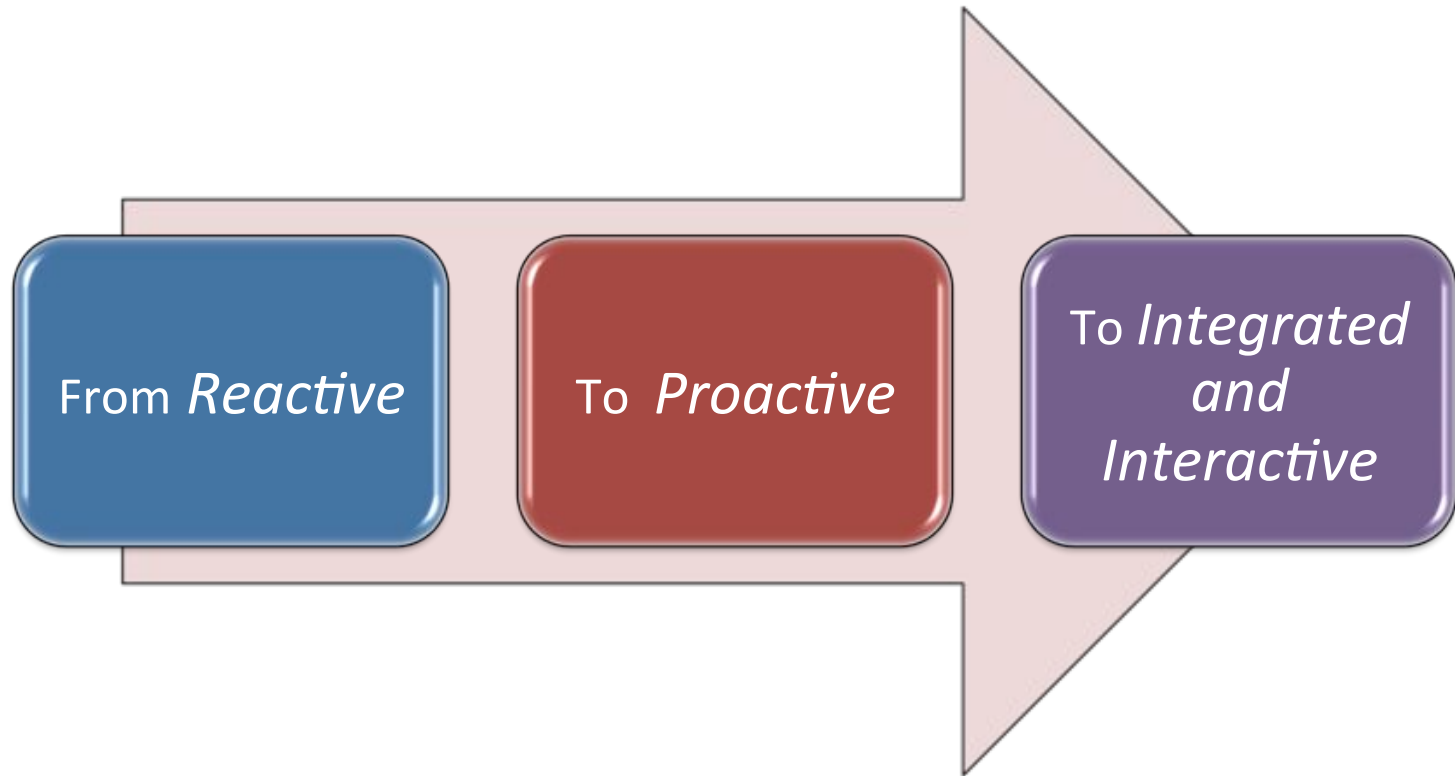 From Reactive
To Proactive
To Integrated
and
Interactive